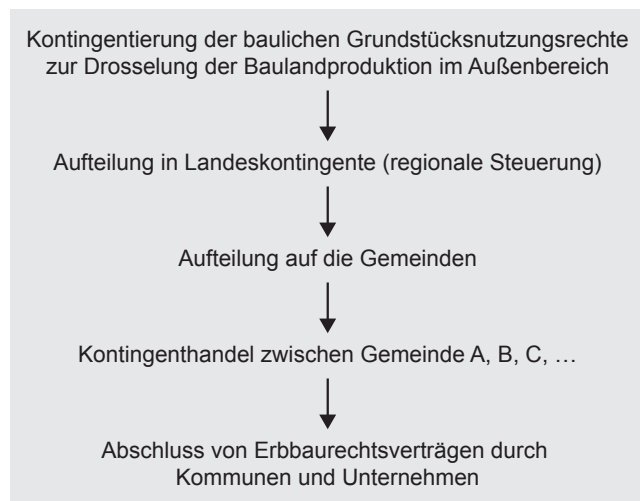 Kontingentierung der baulichen Grundstücksnutzungsrechte
zur Drosselung der Baulandproduktion im Außenbereich
Aufteilung in Landeskontingente (regionale Steuerung)
Aufteilung auf die Gemeinden
Kontingenthandel zwischen Gemeinde A, B, C, …
Abschluss von Erbbaurechtsverträgen durch
Kommunen und Unternehmen